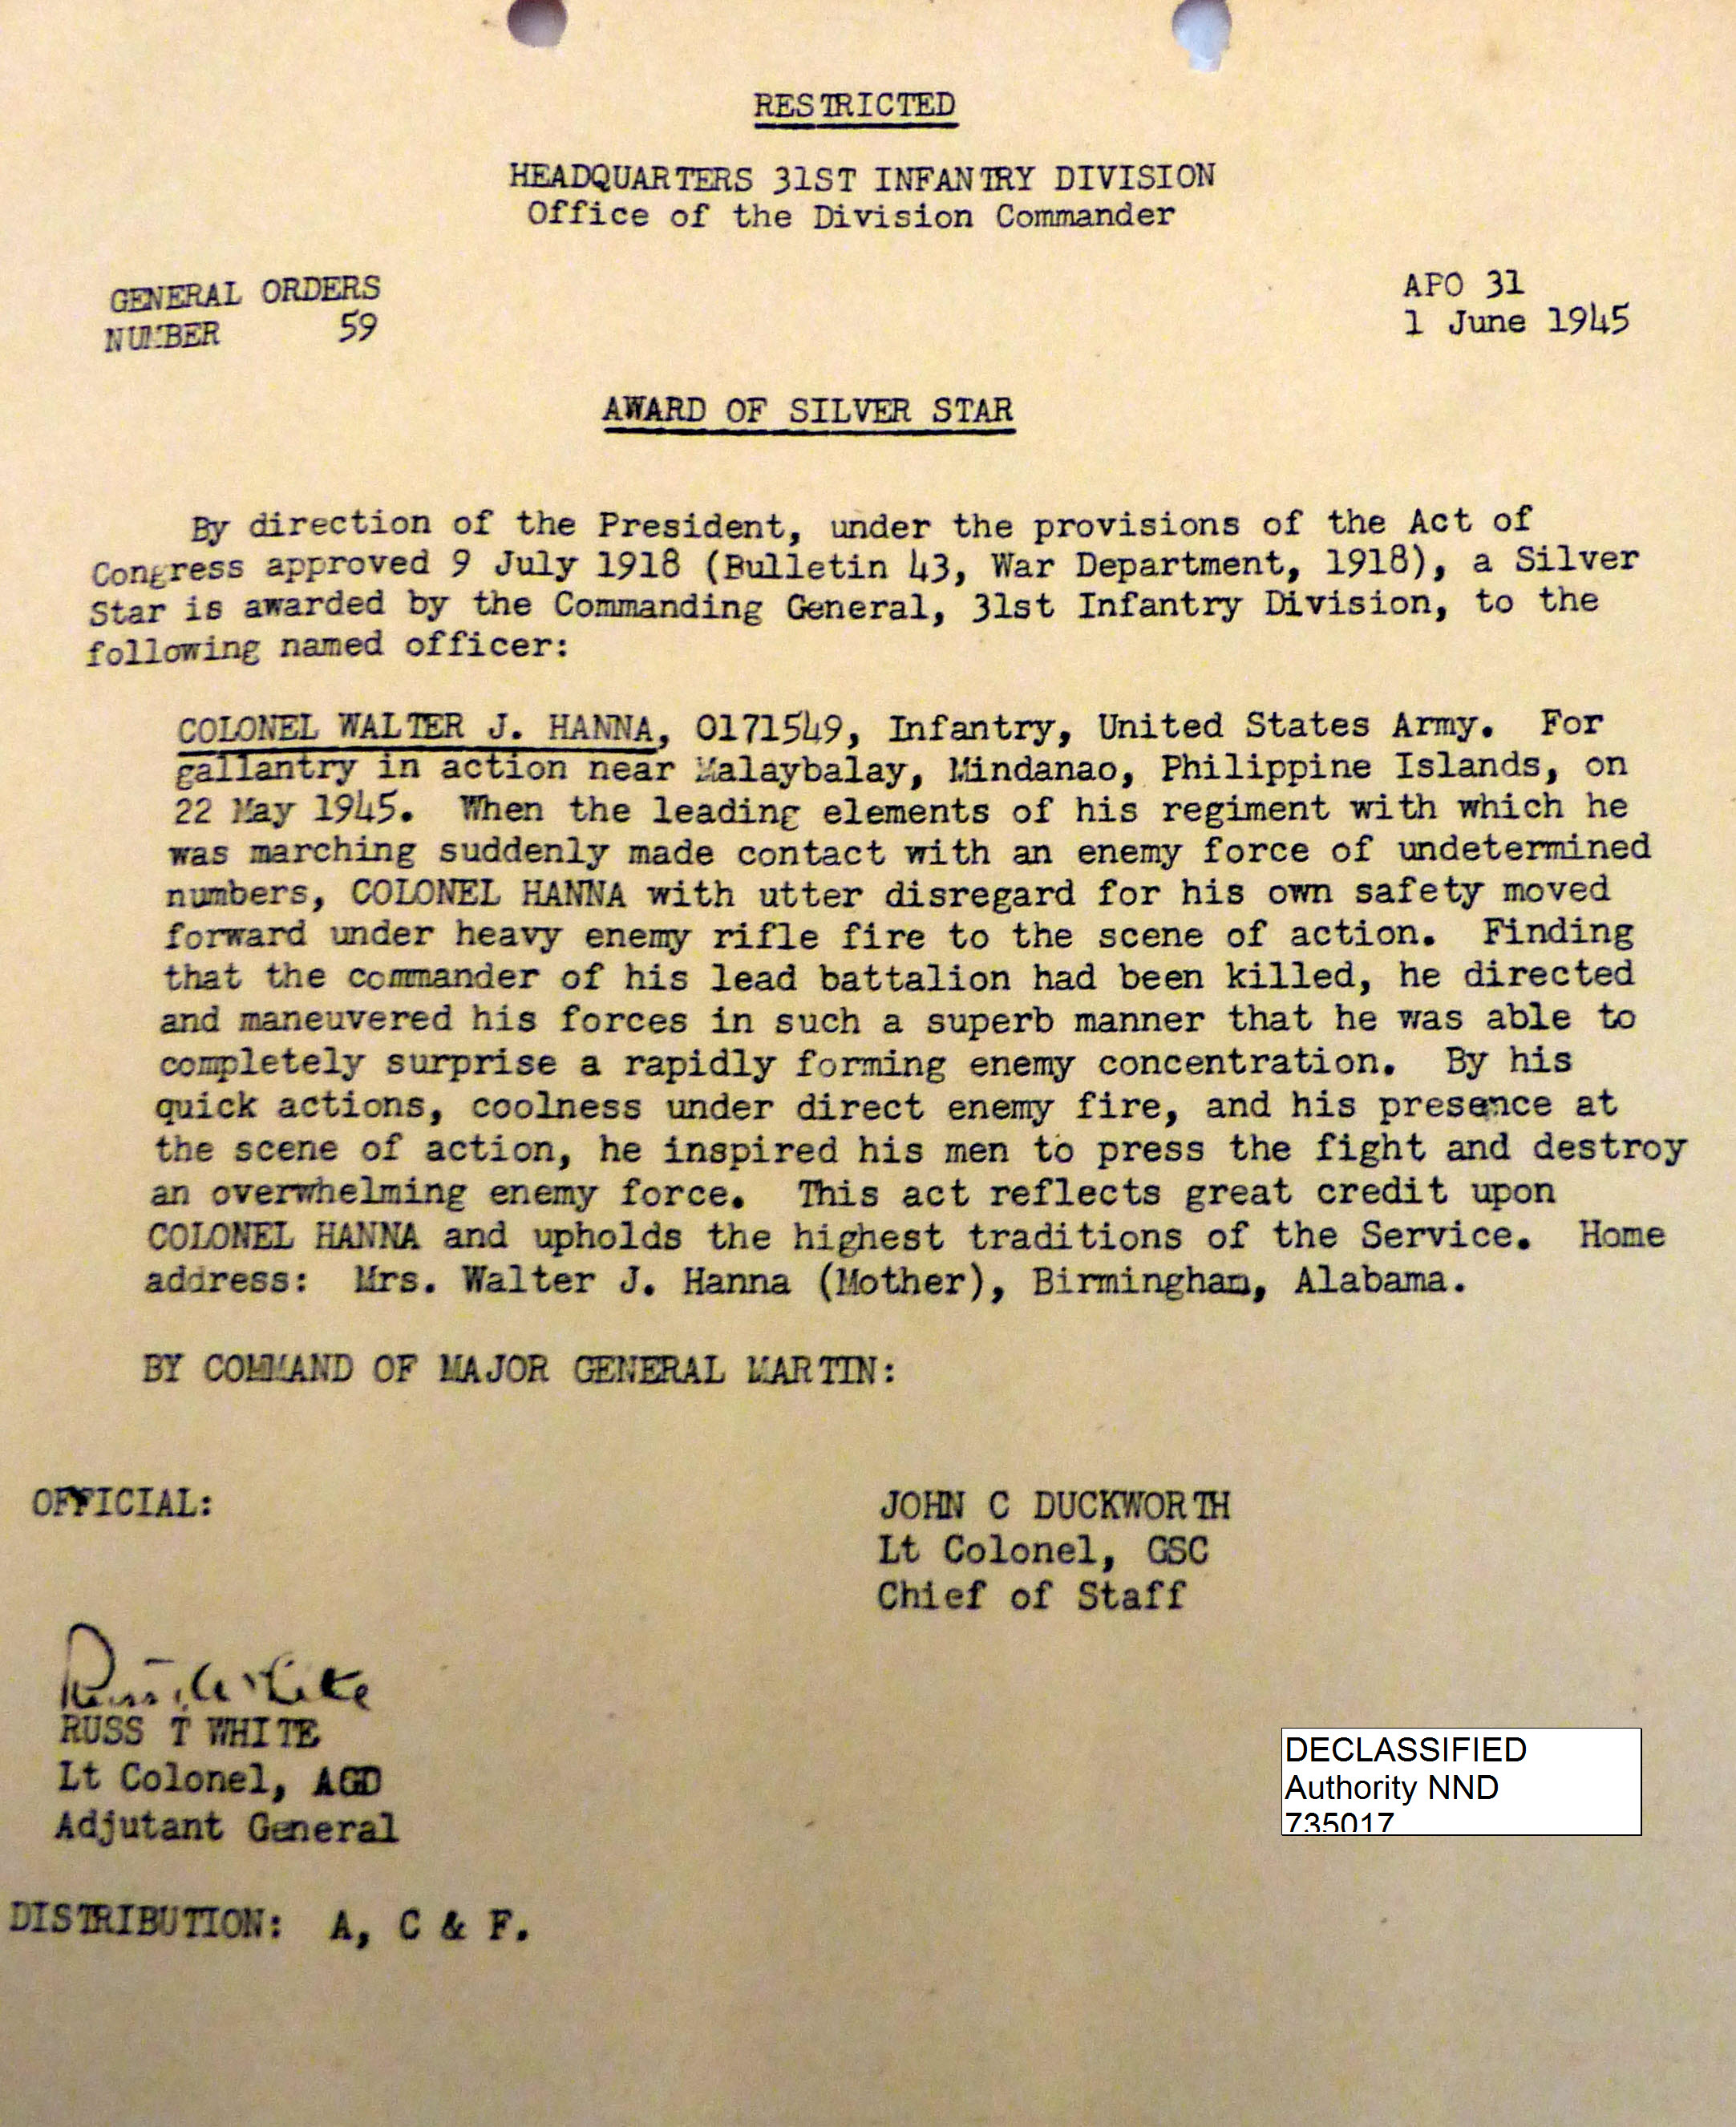 RESTRICTED
HEADQUARTERS 31ST INFANTRY DIVISION
Office of the Division Commander
GENERAL ORDERS
NUMBER 59
APO 31
1 June 1945
AWARD OF SILVER STAR
By direction of the President, under the provisions of the Act of
Congress approved 9 July 1918 (Bulletin 43, War Department, 1918), a Silver
Star is awarded by the Commanding General, 31st Infantry Division, to the
following named officer:
COLONEL WALTER J. HANNA, O171549, Infantry, United States Army. For
gallantry in action near Malaybalay, Mindanao, Philippine Islands, on
22 May 1945. When the leading elements of his regiment with which he
was marching suddenly made contact with an enemy force of undetermined
numbers, COLONEL HANNA with utter disregard for his own safety moved
forward under heavy enemy rifle fire to the scene of action. Finding
that the commander of his lead battalion had been killed, he directed
and maneuvered his forces in such a superb manner that he was able to
completely surprise a rapidly forming enemy concentration. By his
quick actions, coolness under direct enemy fire, and his presence at
the scene of action, he inspired his men to press the fight and destroy
an overwhelming enemy force. This act reflects great credit upon
COLONEL HANNA and upholds the highest traditions of the Service. Home
address: Mrs. Walter J. Hanna (Mother), Birmingham, Alabama.
BY COMMAND OF MAJOR GENERAL MARTIN:
OFFICIAL:
JOHN C DUCKWORTH
Lt Colonel, GSC
Chief of Staff
Russ T White
RUSS T WHITE
Lt Colonel, AGD
Adjutant General
DECLASSIFIED
Authority NND
735017
DISTRIBUTION: A, C & F.